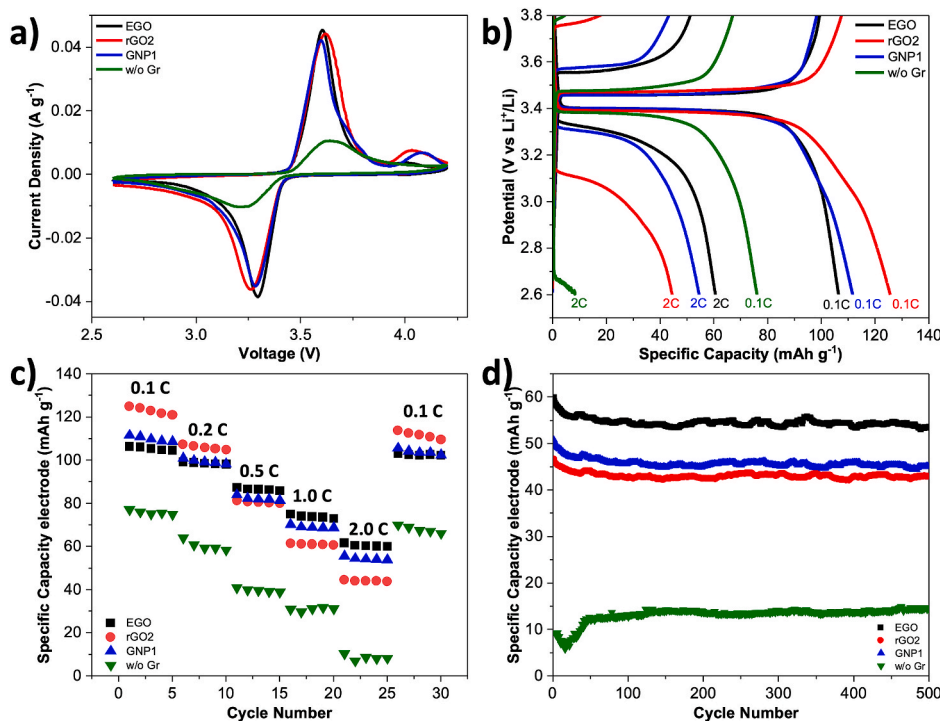 a)
EGO
rGO2
GNP1
w/o Gr
Current Density (A g⁻¹)
0.04
0.02
0.00
-0.02
-0.04
2.5 3.0 3.5 4.0
Voltage (V)
b)
EGO
rGO2
GNP1
w/o Gr
Potential (V vs Li⁺/Li)
3.8
3.6
3.4
3.2
3.0
2.8
2.6
2C 2C 2C 2C 0.1C 0.1C 0.1C 0.1C
0 20 40 60 80 100 120 140
Specific Capacity (mAh g⁻¹)
c)
Specific Capacity electrode (mAh g⁻¹)
140
120
100
80
60
40
20
0
0.1 C
0.2 C
0.5 C
1.0 C
2.0 C
0.1 C
EGO
rGO2
GNP1
w/o Gr
0 5 10 15 20 25 30
Cycle Number
d)
Specific Capacity electrode (mAh g⁻¹)
60
50
40
30
20
10
0
EGO
rGO2
GNP1
w/o Gr
0 100 200 300 400 500
Cycle Number